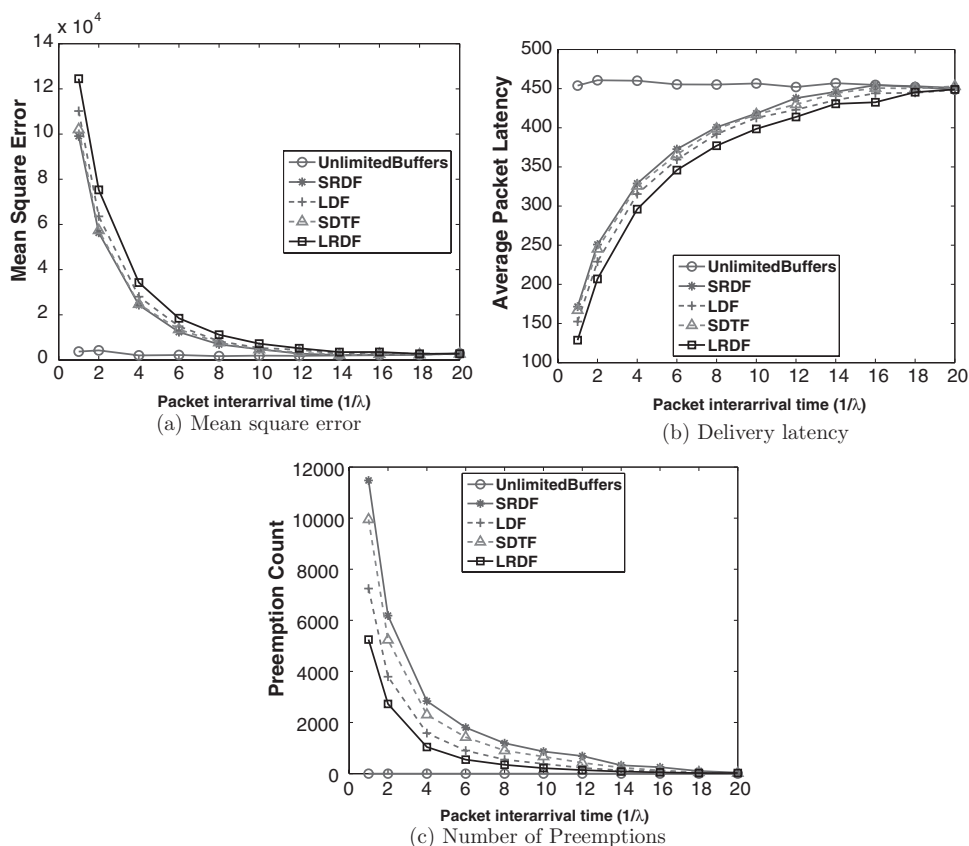 x 10⁴
14
12
10
8
6
4
2
0
Mean Square Error
UnlimitedBuffers
SRDF
LDF
SDTF
LRDF
0 2 4 6 8 10 12 14 16 18 20
Packet interarrival time (1/λ)
(a) Mean square error
500
450
400
350
300
250
200
150
100
Average Packet Latency
UnlimitedBuffers
SRDF
LDF
SDTF
LRDF
0 2 4 6 8 10 12 14 16 18 20
Packet interarrival time (1/λ)
(b) Delivery latency
12000
10000
8000
6000
4000
2000
0
Preemption Count
UnlimitedBuffers
SRDF
LDF
SDTF
LRDF
0 2 4 6 8 10 12 14 16 18 20
Packet interarrival time (1/λ)
(c) Number of Preemptions